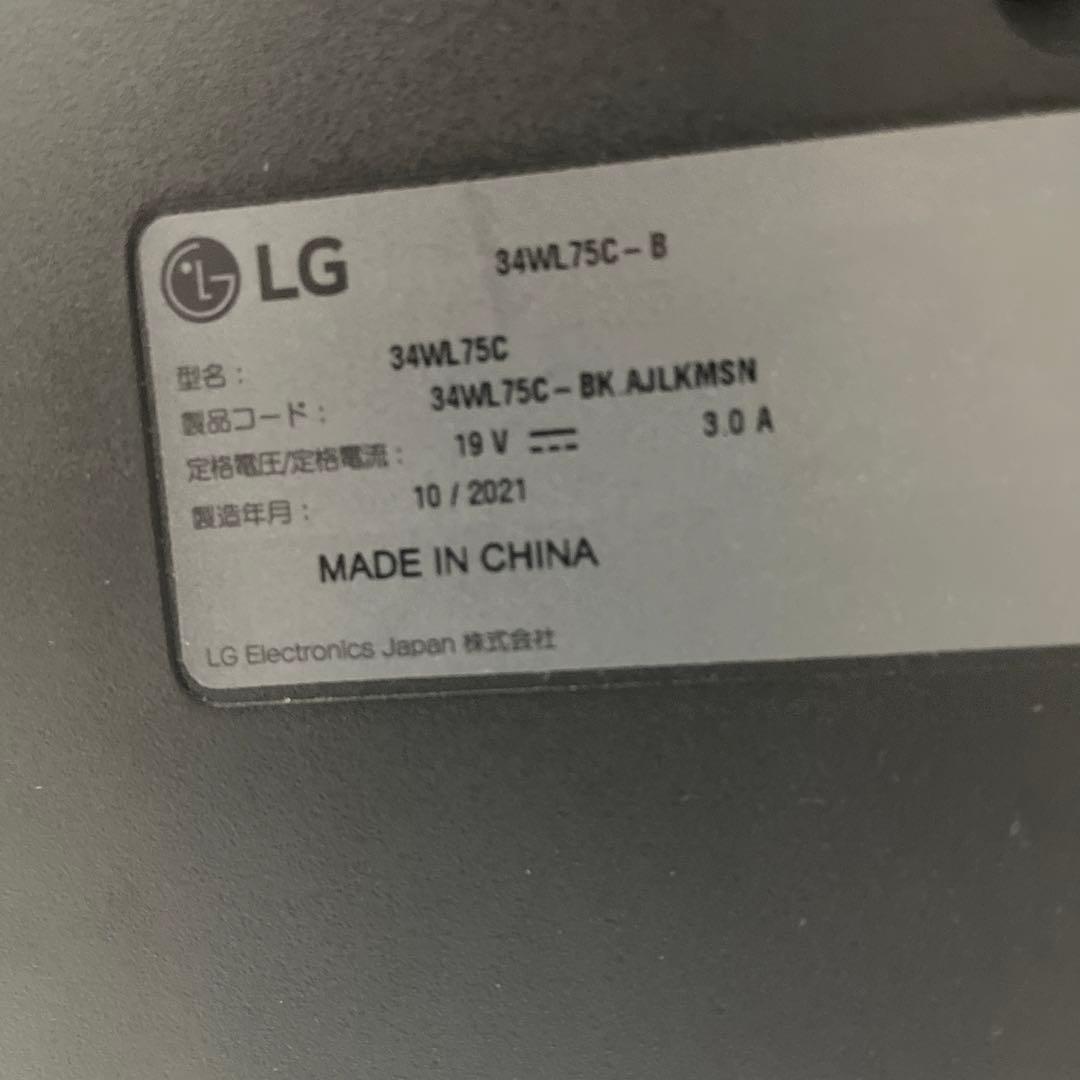 LG 34WL75C-B
型名: 34WL75C
製品コード: 34WL75C-BK.AJLKMSN
定格電圧/定格電流: 19 V ⎓ 3.0 A
製造年月: 10 / 2021
MADE IN CHINA
LG Electronics Japan 株式会社